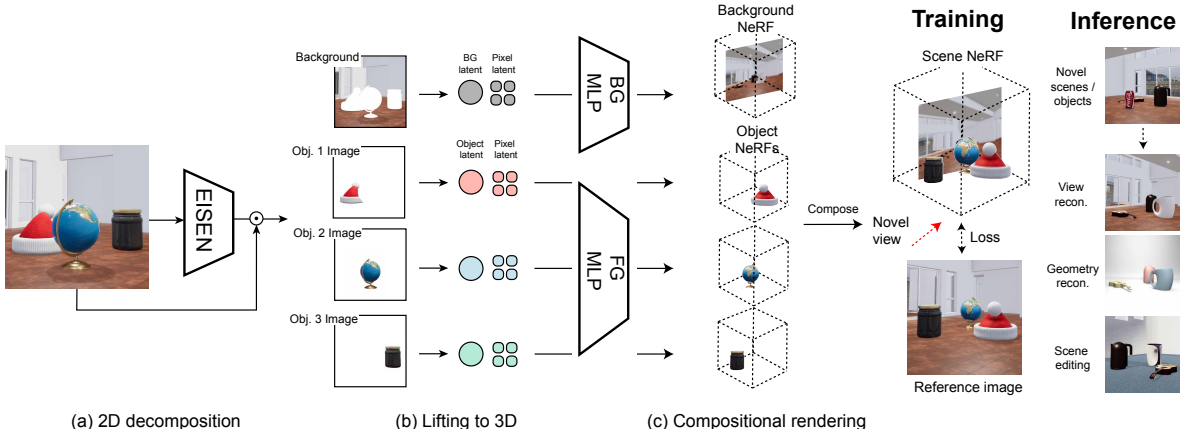 Background
BG
latent
Pixel
latent
BG
MLP
Background
NeRF
Training
Inference
Scene NeRF
Novel
scenes /
objects
Obj. 1 Image
Object
latent
Pixel
latent
Object
NeRFs
EISEN
Obj. 2 Image
FG
MLP
Compose
Novel
view
Loss
View
recon.
Geometry
recon.
Obj. 3 Image
Scene
editing
Reference image
(a) 2D decomposition
(b) Lifting to 3D
(c) Compositional rendering